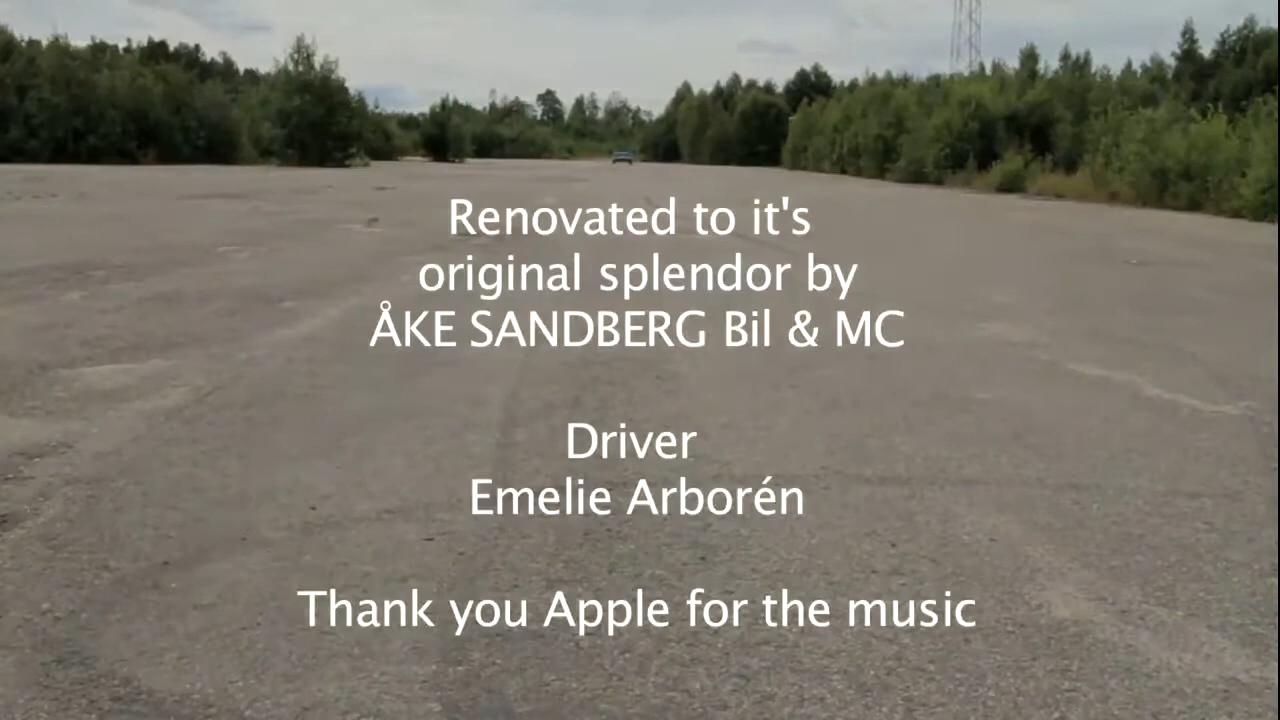 Renovated to it's
original splendor by
ÅKE SANDBERG Bil & MC
Driver
Emelie Arborén
Thank you Apple for the music